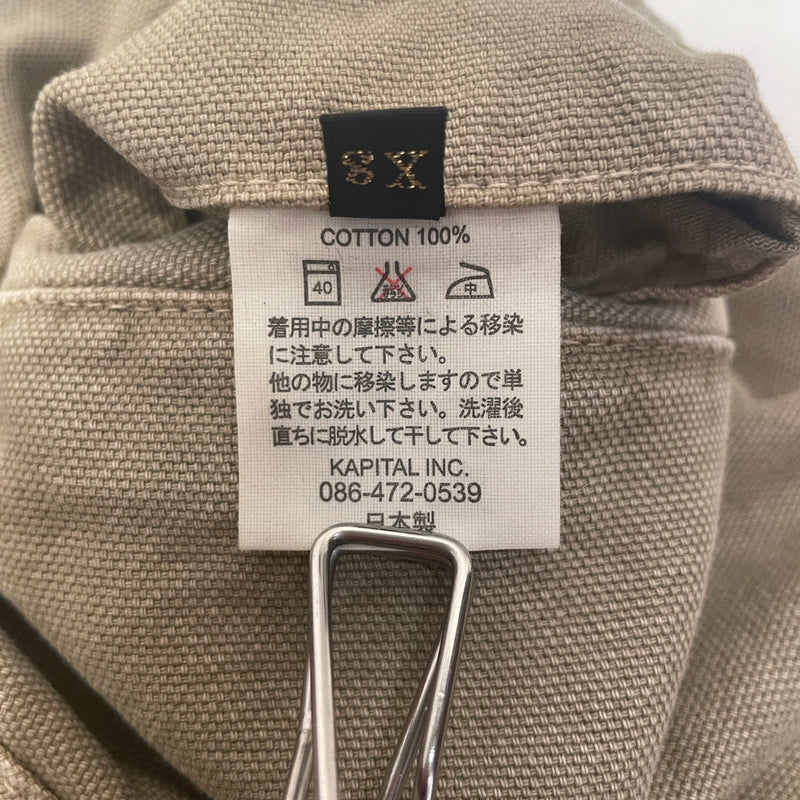 8X
COTTON 100%
40
中
着用中の摩擦等による移染
に注意して下さい。
他の物に移染しますので単
独でお洗い下さい。洗濯後
直ちに脱水して干して下さい。
KAPITAL INC.
086-472-0539
日本製